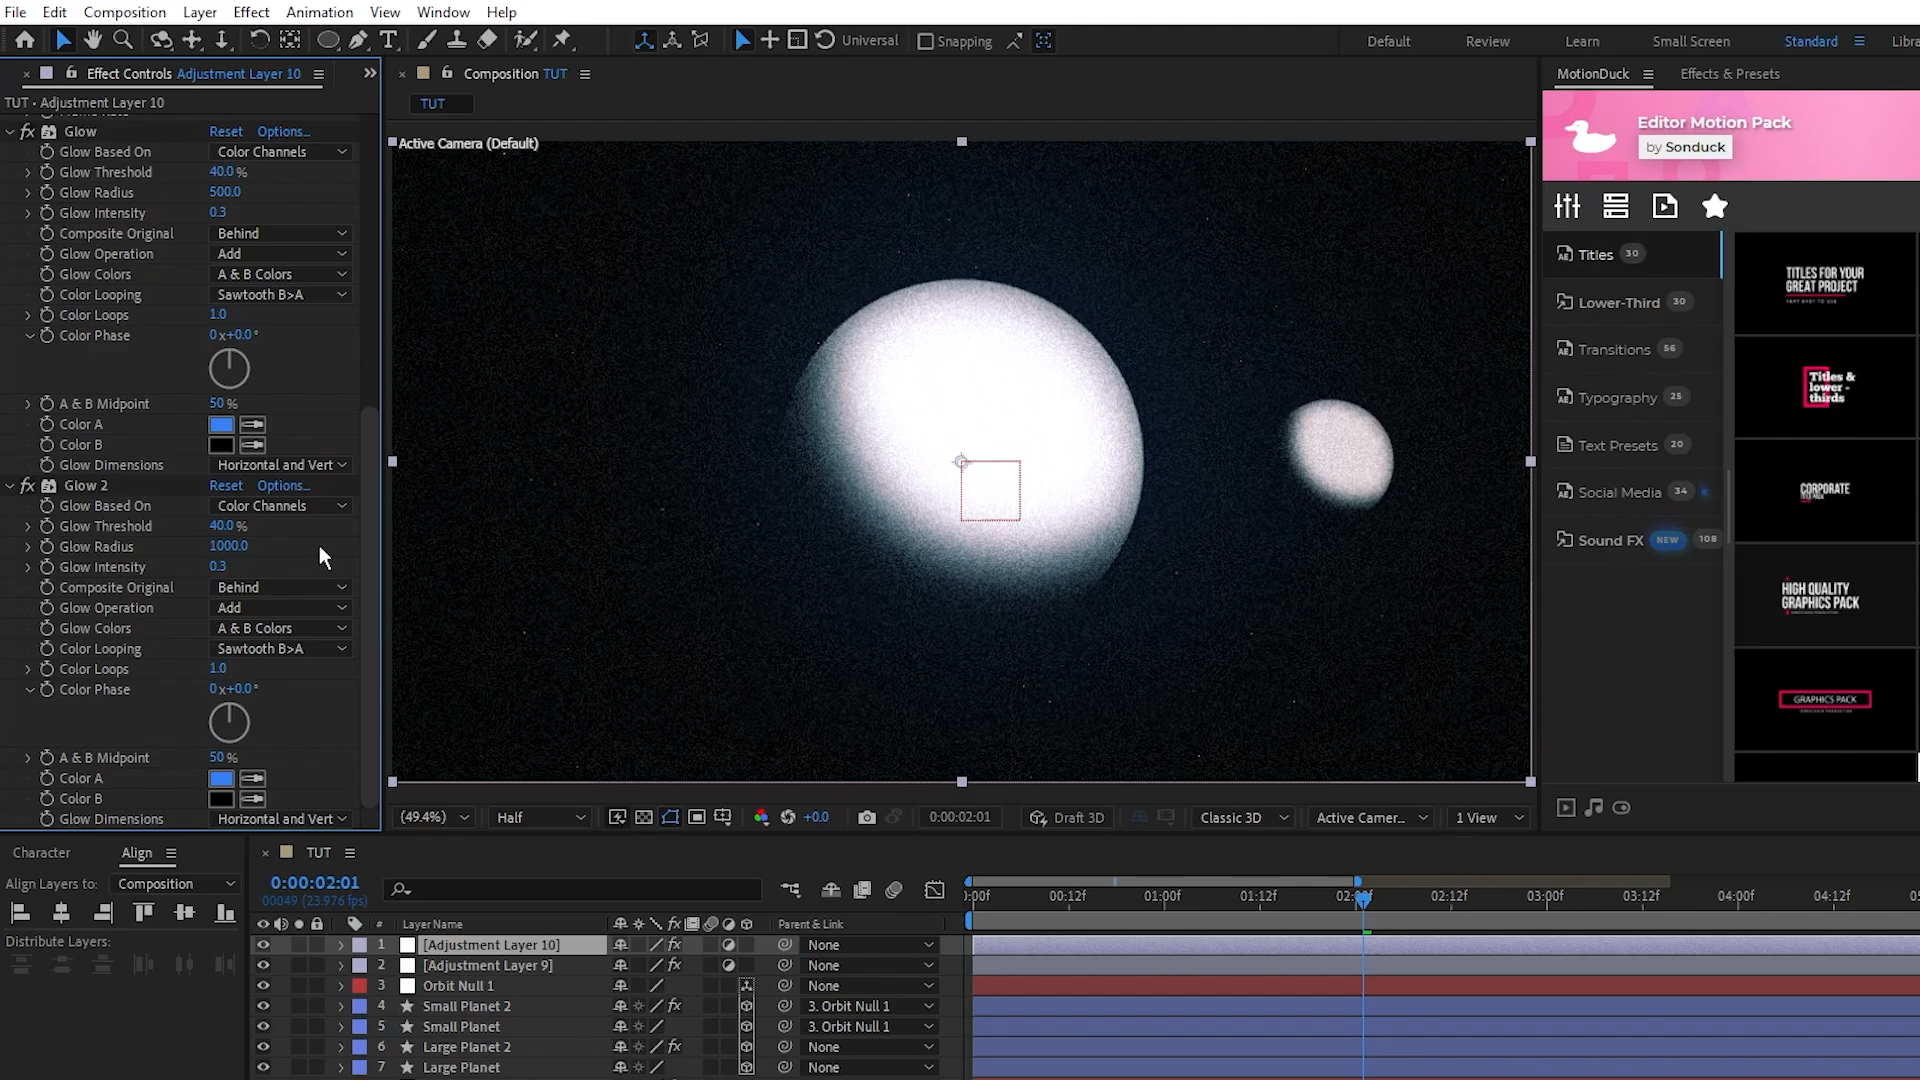 File Edit Composition Layer Effect Animation View Window Help
Universal Snapping Default Review Learn Small Screen Standard Libra
Effect Controls Adjustment Layer 10
TUT • Adjustment Layer 10
Glow Reset Options...
Glow Based On Color Channels
Glow Threshold 40.0 %
Glow Radius 500.0
Glow Intensity 0.3
Composite Original Behind
Glow Operation Add
Glow Colors A & B Colors
Color Looping Sawtooth B>A
Color Loops 1.0
Color Phase 0x+0.0°
A & B Midpoint 50 %
Color A
Color B
Glow Dimensions Horizontal and Vert
Glow 2 Reset Options...
Glow Based On Color Channels
Glow Threshold 40.0 %
Glow Radius 1000.0
Glow Intensity 0.3
Composite Original Behind
Glow Operation Add
Glow Colors A & B Colors
Color Looping Sawtooth B>A
Color Loops 1.0
Color Phase 0x+0.0°
A & B Midpoint 50 %
Color A
Color B
Glow Dimensions Horizontal and Vert
Composition TUT
TUT
Active Camera (Default)
(49.4%) Half +0.0 0:00:02:01 Draft 3D Classic 3D Active Camer... 1 View
MotionDuck Effects & Presets
Editor Motion Pack
by Sonduck
Titles 30
Lower-Third 30
Transitions 56
Typography 25
Text Presets 20
Social Media 34
Sound FX NEW 108
TITLES FOR YOUR
GREAT PROJECT
Titles &
lower -
thirds
CORPORATE
HIGH QUALITY
GRAPHICS PACK
GRAPHICS PACK
Character Align
Align Layers to: Composition
Distribute Layers:
TUT
0:00:02:01
00049 (23.976 fps)
:00f 00:12f 01:00f 01:12f 02:00f 02:12f 03:00f 03:12f 04:00f 04:12f 05
# Layer Name Parent & Link
1 [Adjustment Layer 10] None
2 [Adjustment Layer 9] None
3 Orbit Null 1 None
4 Small Planet 2 3. Orbit Null 1
5 Small Planet 3. Orbit Null 1
6 Large Planet 2 None
7 Large Planet None